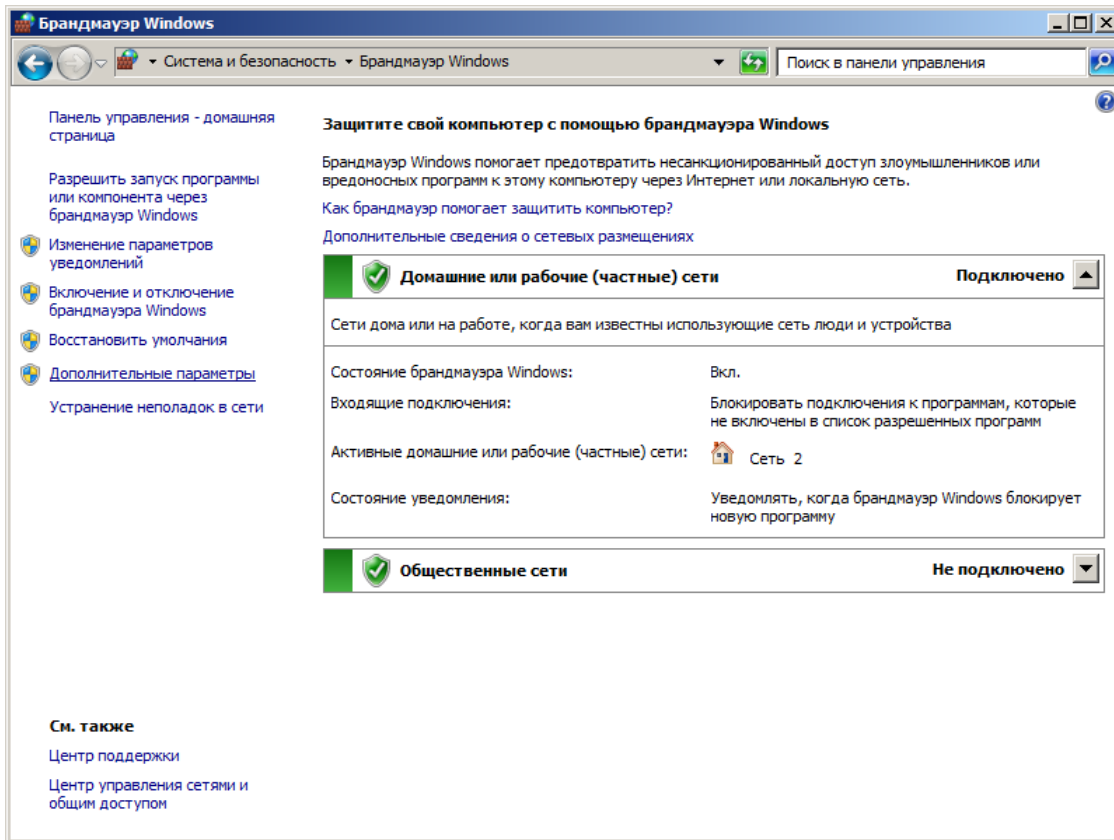 Брандмауэр Windows
Система и безопасность
Брандмауэр Windows
Поиск в панели управления
Панель управления - домашняя
страница
Разрешить запуск программы
или компонента через
брандмауэр Windows
Изменение параметров
уведомлений
Включение и отключение
брандмауэра Windows
Восстановить умолчания
Дополнительные параметры
Устранение неполадок в сети
См. также
Центр поддержки
Центр управления сетями и
общим доступом
Защитите свой компьютер с помощью брандмауэра Windows
Брандмауэр Windows помогает предотвратить несанкционированный доступ злоумышленников или
вредоносных программ к этому компьютеру через Интернет или локальную сеть.
Как брандмауэр помогает защитить компьютер?
Дополнительные сведения о сетевых размещениях
Домашние или рабочие (частные) сети Подключено
Сети дома или на работе, когда вам известны использующие сеть люди и устройства
Состояние брандмауэра Windows: Вкл.
Входящие подключения: Блокировать подключения к программам, которые
не включены в список разрешенных программ
Активные домашние или рабочие (частные) сети: Сеть 2
Состояние уведомления: Уведомлять, когда брандмауэр Windows блокирует
новую программу
Общественные сети Не подключено